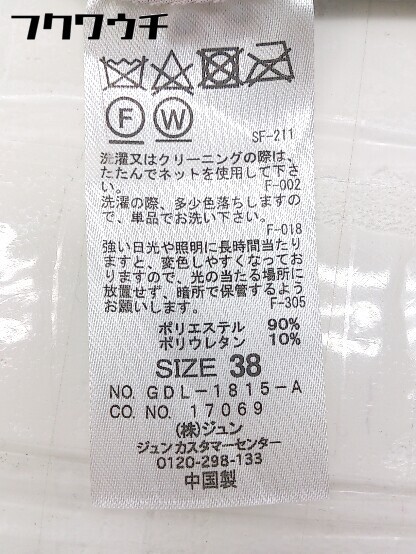 フクワウチ
F W
SF-211
洗濯又はクリーニングの際は、
たたんでネットを使用して下さ
い。 F-002
洗濯の際、多少色落ちしますの
で、単品でお洗い下さい。
F-018
強い日光や照明に長時間当たり
ますと、変色しやすくなってお
りますので、光の当たる場所に
放置せず、暗所で保管するよう
お願いします。 F-305
ポリエステル 90%
ポリウレタン 10%
SIZE 38
NO. GDL-1815-A
CO. NO. 17069
(株)ジュン
ジュンカスタマーセンター
0120-298-133
中国製